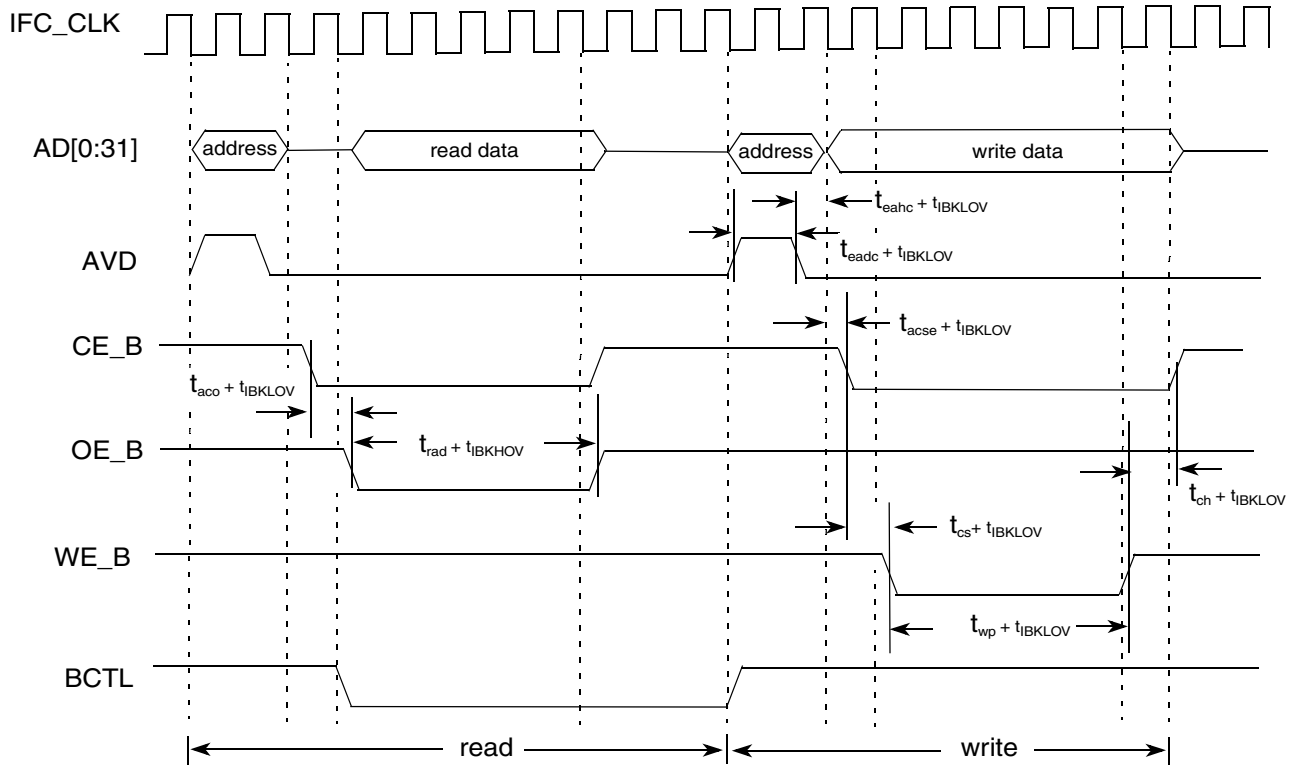 IFC_CLK
AD[0:31]
address
read data
address
write data
teahc + tIBKLOV
AVD
teadc + tIBKLOV
tacse + tIBKLOV
CE_B
taco + tIBKLOV
OE_B
trad + tIBKHOV
tch + tIBKLOV
tcs+ tIBKLOV
WE_B
twp + tIBKLOV
BCTL
read
write